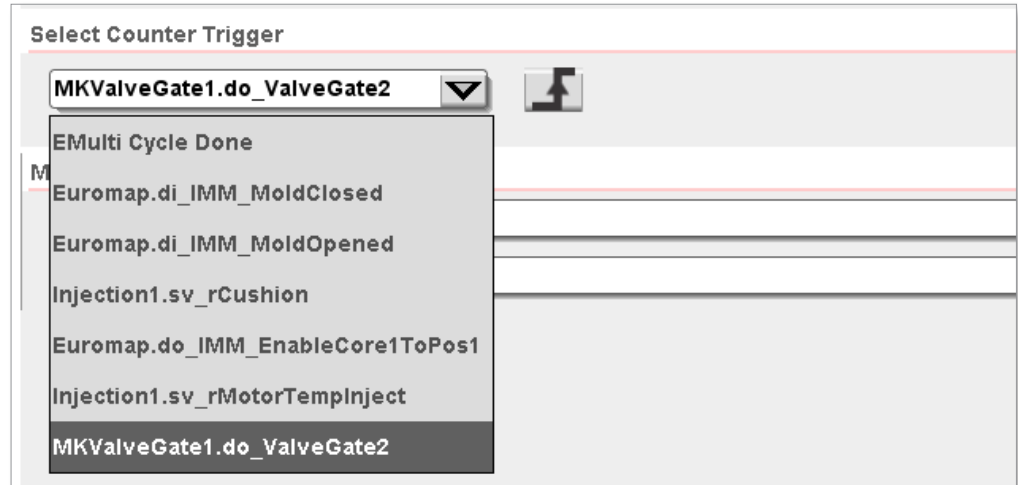 Select Counter Trigger
MKValveGate1.do_ValveGate2
EMulti Cycle Done
M
Euromap.di_IMM_MoldClosed
Euromap.di_IMM_MoldOpened
Injection1.sv_rCushion
Euromap.do_IMM_EnableCore1ToPos1
Injection1.sv_rMotorTempInject
MKValveGate1.do_ValveGate2